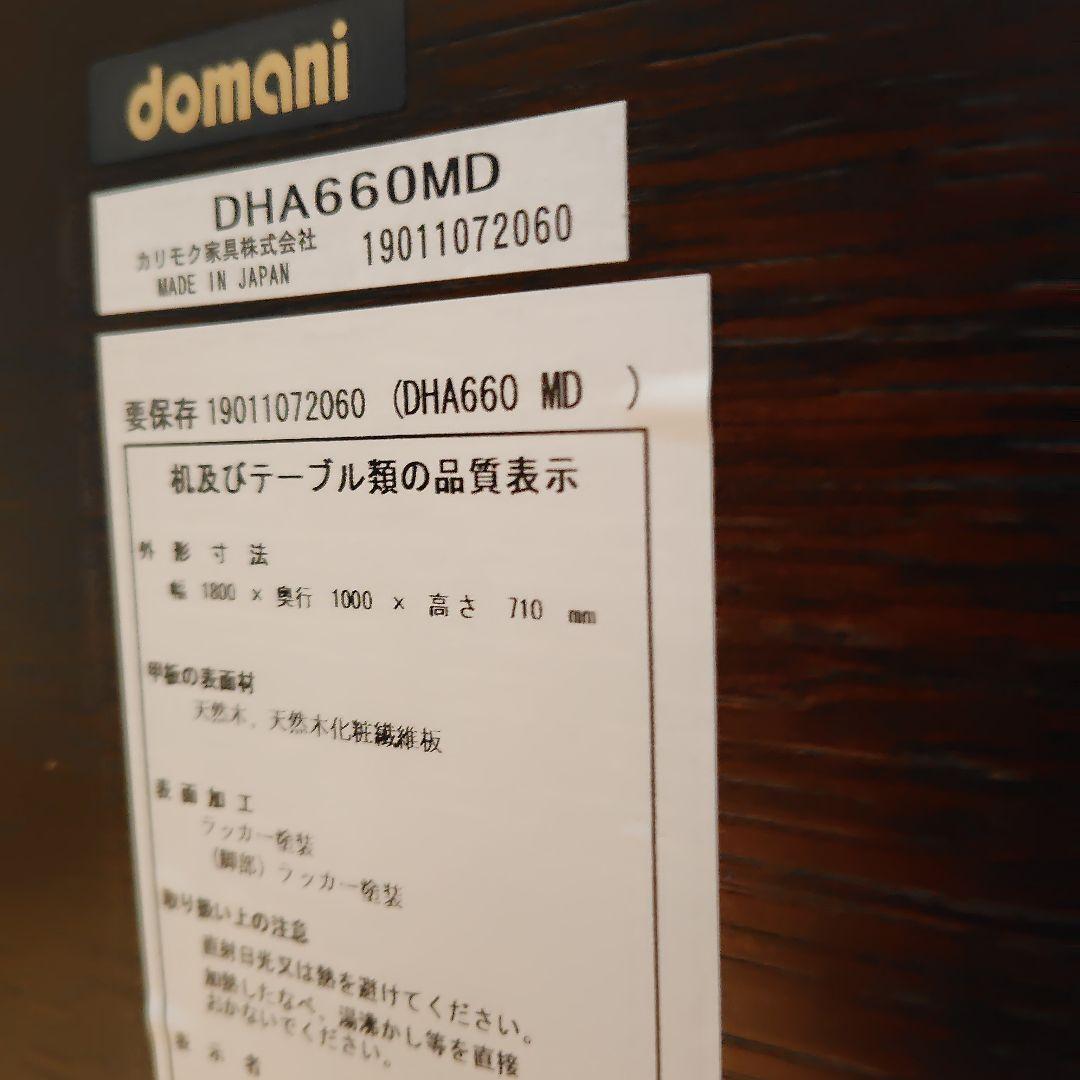 domani
DHA660MD
カリモク家具株式会社 19011072060
MADE IN JAPAN
要保存 19011072060 (DHA660 MD )
机及びテーブル類の品質表示
外形寸法
幅 1800 × 奥行 1000 × 高さ 710 mm
甲板の表面材
天然木、天然木化粧繊維板
表面加工
ラッカー塗装
(脚部) ラッカー塗装
取り扱い上の注意
直射日光又は熱を避けてください。
加熱したなべ、湯沸かし等を直接
おかないでください。
表示者